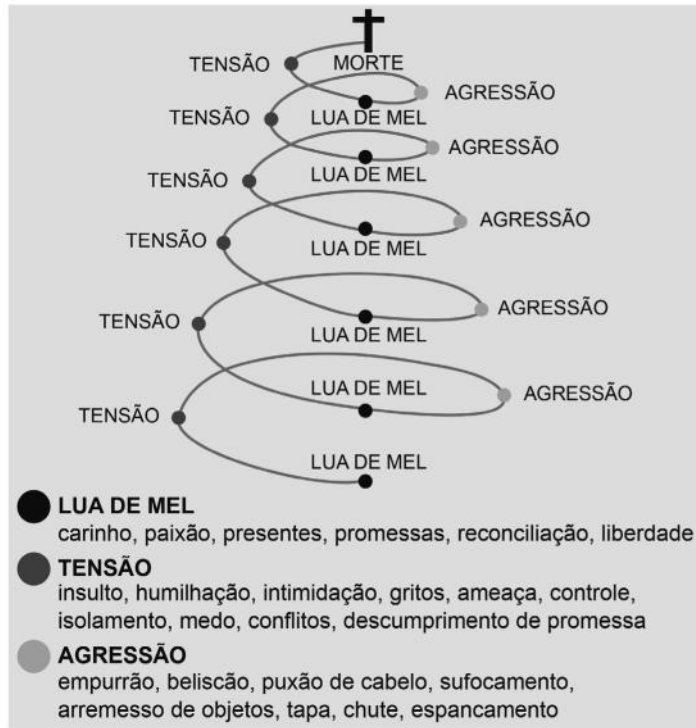 MORTE
TENSÃO
AGRESSÃO
LUA DE MEL
TENSÃO
AGRESSÃO
LUA DE MEL
TENSÃO
AGRESSÃO
LUA DE MEL
TENSÃO
AGRESSÃO
LUA DE MEL
TENSÃO
LUA DE MEL
AGRESSÃO
TENSÃO
LUA DE MEL
LUA DE MEL
carinho, paixão, presentes, promessas, reconciliação, liberdade
TENSÃO
insulto, humilhação, intimidação, gritos, ameaça, controle,
isolamento, medo, conflitos, descumprimento de promessa
AGRESSÃO
empurrão, beliscão, puxão de cabelo, sufocamento,
arremesso de objetos, tapa, chute, espancamento